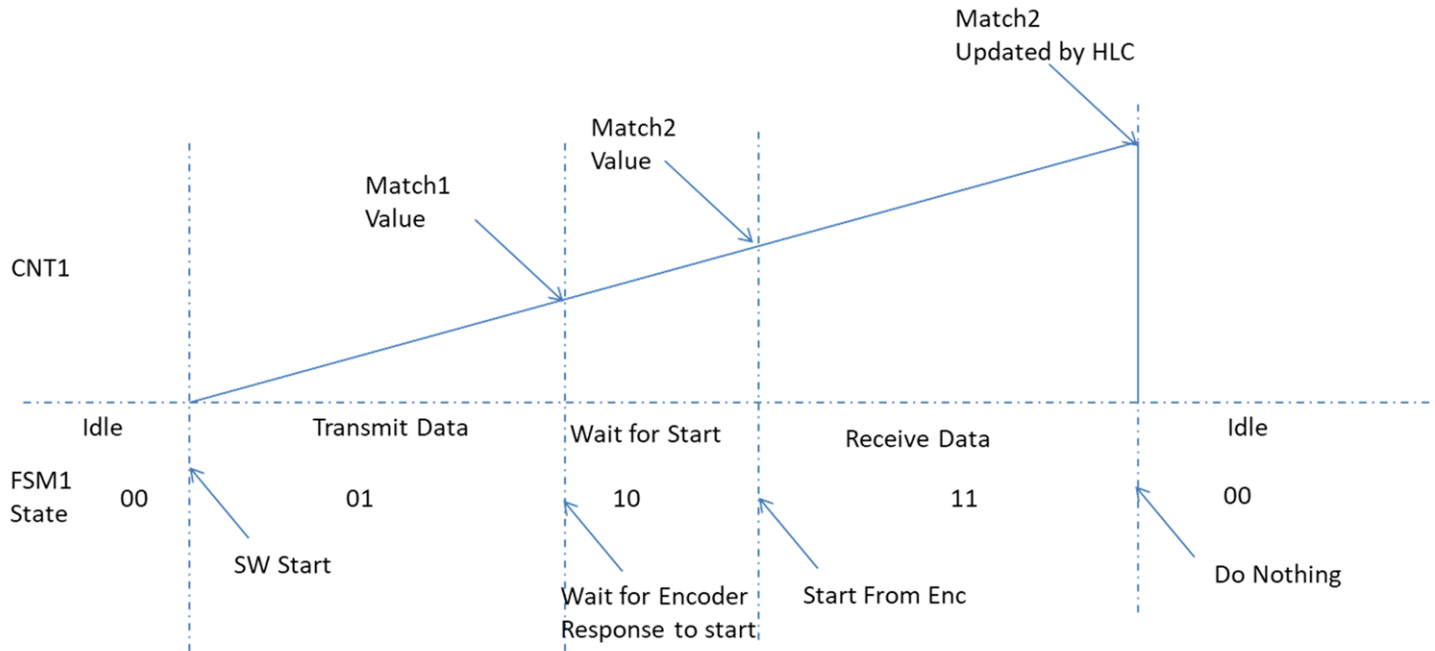 Match2
Updated by HLC
Match2
Value
Match1
Value
CNT1
Idle
Transmit Data
Wait for Start
Receive Data
Idle
FSM1
State
00
01
10
11
00
SW Start
Wait for Encoder
Response to start
Start From Enc
Do Nothing